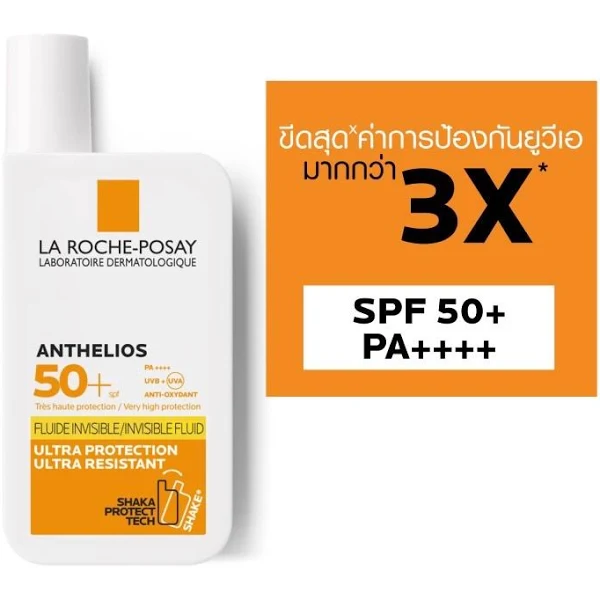 LA ROCHE-POSAY
LABORATOIRE DERMATOLOGIQUE
ANTHELIOS
50+ spf
PA ++++
UVB + UVA
ANTI-OXYDANT
Très haute protection / Very high protection
FLUIDE INVISIBLE/INVISIBLE FLUID
ULTRA PROTECTION
ULTRA RESISTANT
SHAKA
PROTECT
TECH
SHAKE*
ขีดสุดˣค่าการป้องกันยูวีเอ
มากกว่า
3X*
SPF 50+
PA++++